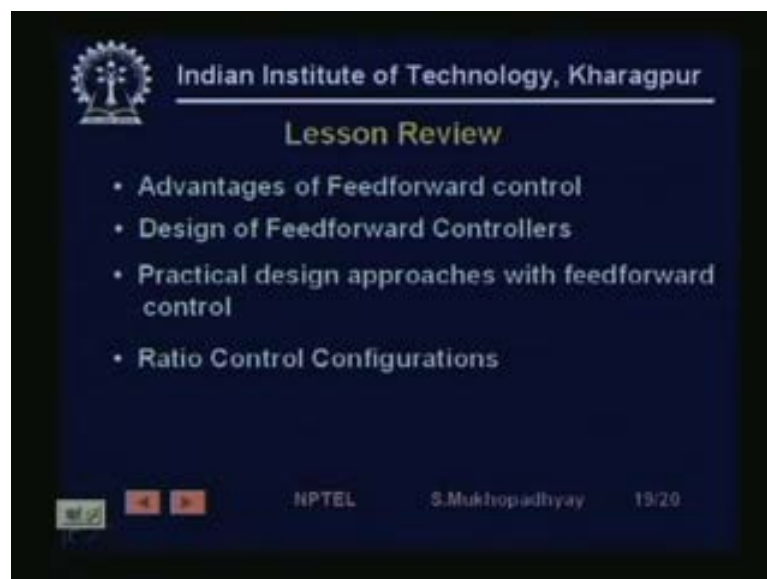 Indian Institute of Technology, Kharagpur
Lesson Review
• Advantages of Feedforward control
• Design of Feedforward Controllers
• Practical design approaches with feedforward
control
• Ratio Control Configurations
NPTEL S.Mukhopadhyay 19/20